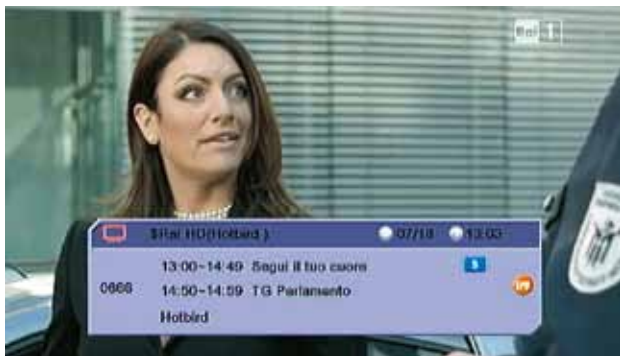 Rai 1
$Rai HD(Hotbird ) 07/18 13:03
13:00~14:49 Segui il tuo cuore $
0666 14:50~14:59 TG Parlamento
Hotbird